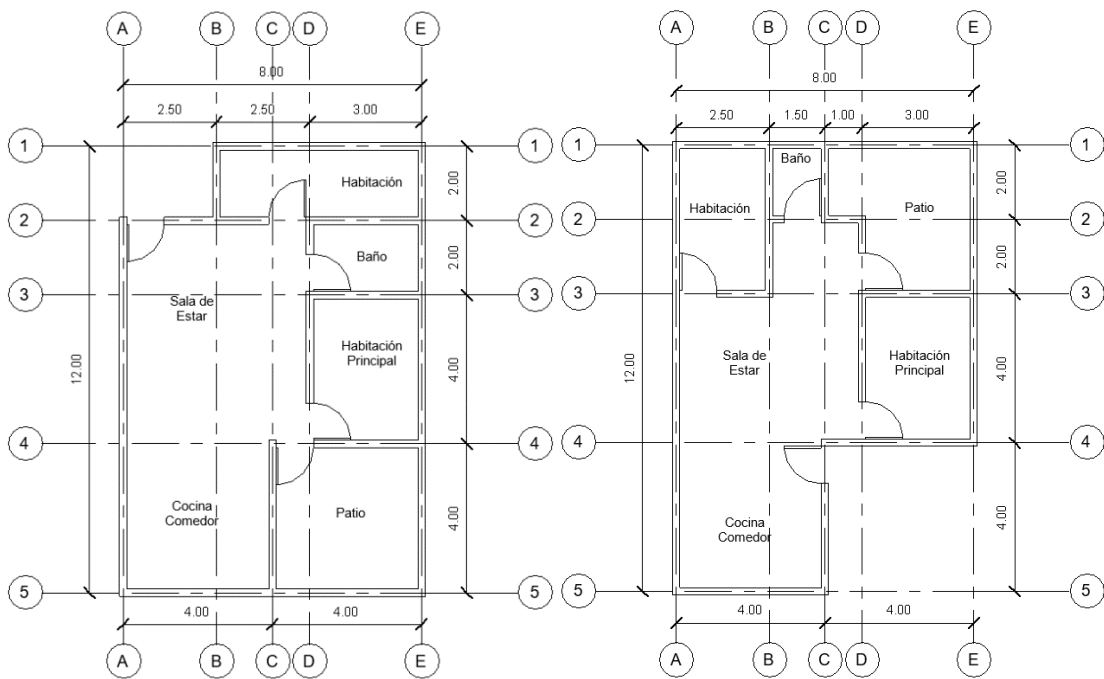 A B C D E
8.00
2.50 2.50 3.00
1 1
Habitación
2.00
2 2
Baño
2.00
3 3
Sala de
Estar
Habitación
Principal
12.00
4.00
4 4
Cocina
Comedor
Patio
4.00
5 5
4.00 4.00
A B C D E
A B C D E
8.00
2.50 1.50 1.00 3.00
1 1
Baño
Habitación
Patio
2.00
2 2
2.00
3 3
Sala de
Estar
Habitación
Principal
12.00
4.00
4 4
Cocina
Comedor
4.00
5 5
4.00 4.00
A B C D E